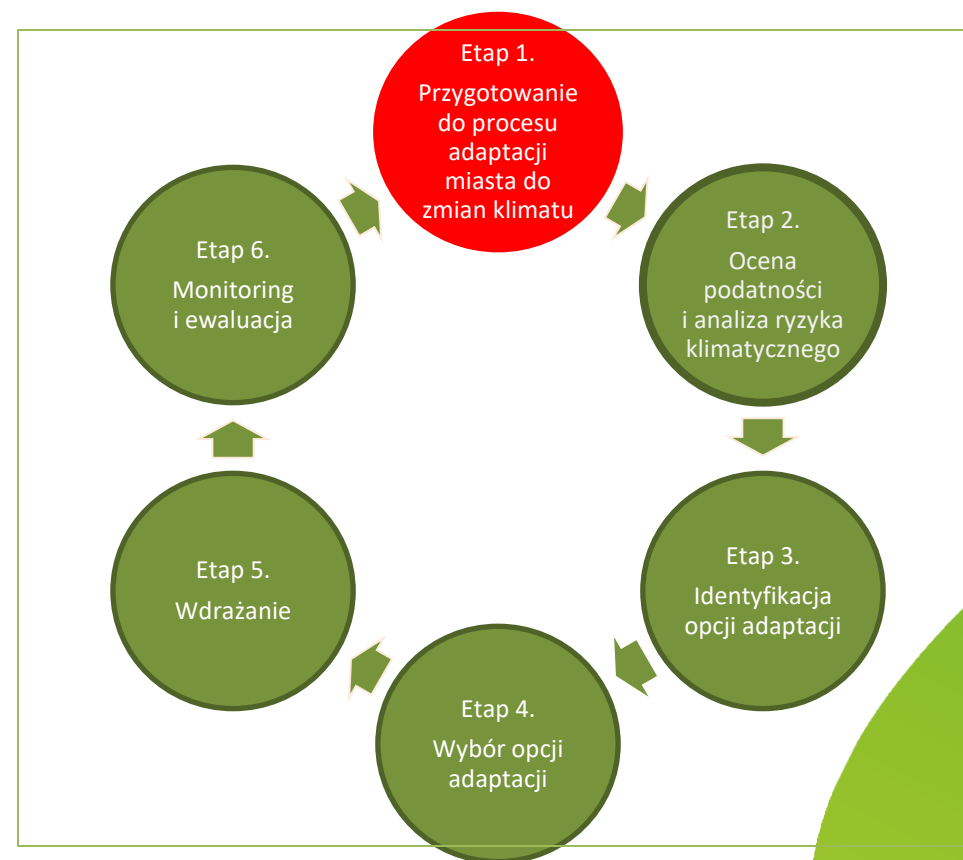 Etap 1.
Przygotowanie
do procesu
adaptacji
miasta do
zmian klimatu
Etap 2.
Ocena
podatności
i analiza ryzyka
klimatycznego
Etap 3.
Identyfikacja
opcji adaptacji
Etap 4.
Wybór opcji
adaptacji
Etap 5.
Wdrażanie
Etap 6.
Monitoring
i ewaluacja